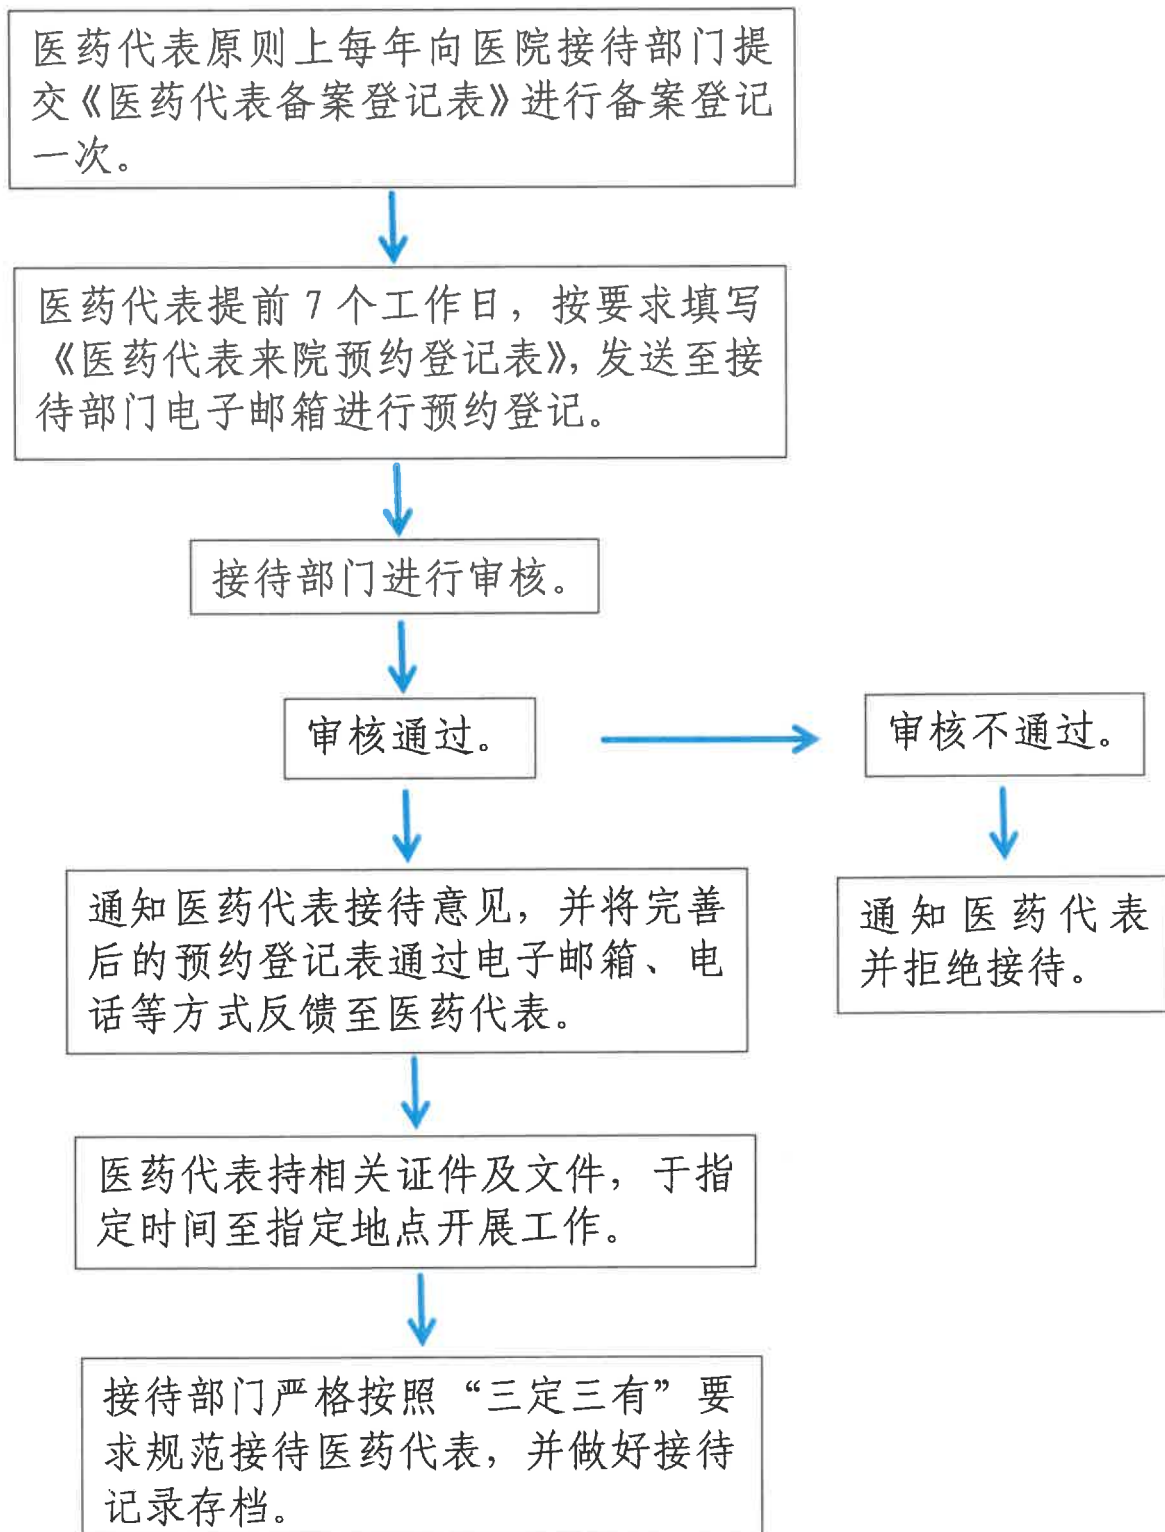 医药代表原则上每年向医院接待部门提
交《医药代表备案登记表》进行备案登记
一次。
医药代表提前 7 个工作日，按要求填写
《医药代表来院预约登记表》，发送至接
待部门电子邮箱进行预约登记。
接待部门进行审核。
审核通过。
审核不通过。
通知医药代表接待意见，并将完善
后的预约登记表通过电子邮箱、电
话等方式反馈至医药代表。
通知医药代表
并拒绝接待。
医药代表持相关证件及文件，于指
定时间至指定地点开展工作。
接待部门严格按照“三定三有”要
求规范接待医药代表，并做好接待
记录存档。